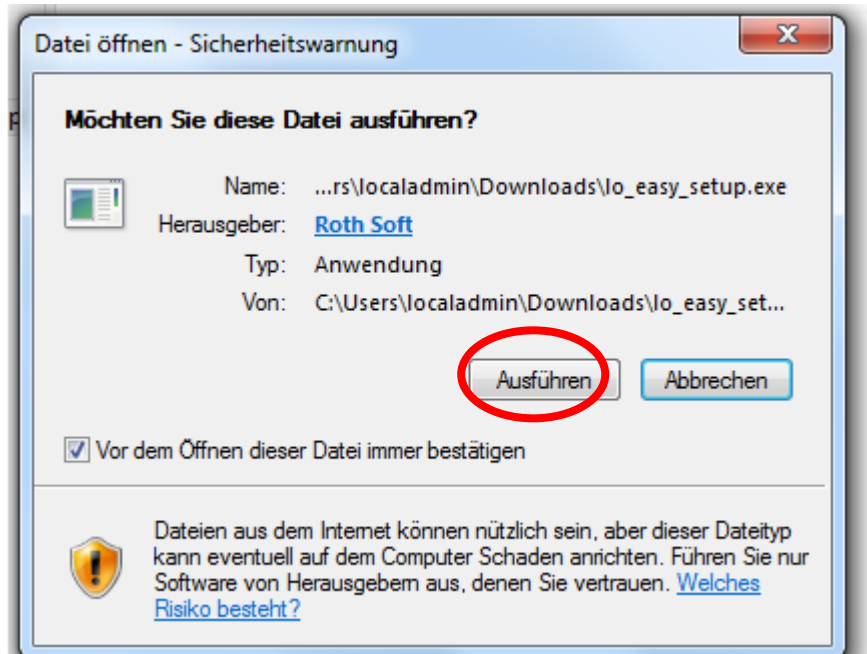 Datei öffnen - Sicherheitswarnung
p
Möchten Sie diese Datei ausführen?
Name: ...rs\localadmin\Downloads\lo_easy_setup.exe
Herausgeber: Roth Soft
Typ: Anwendung
Von: C:\Users\localadmin\Downloads\lo_easy_set...
Ausführen Abbrechen
Vor dem Öffnen dieser Datei immer bestätigen
Dateien aus dem Internet können nützlich sein, aber dieser Dateityp
kann eventuell auf dem Computer Schaden anrichten. Führen Sie nur
Software von Herausgebern aus, denen Sie vertrauen. Welches
Risiko besteht?